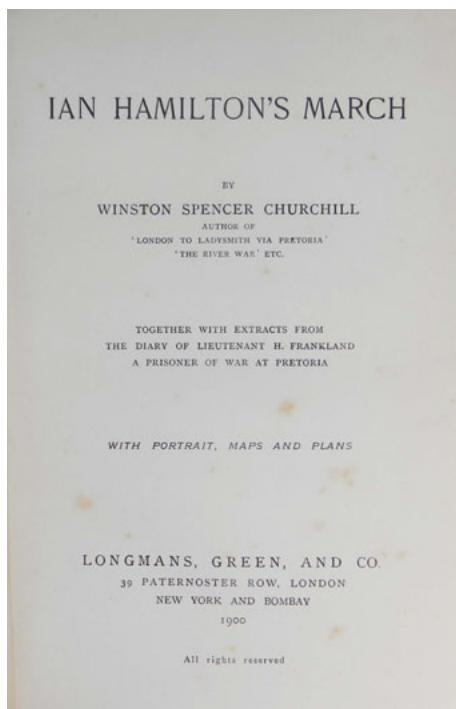 IAN HAMILTON'S MARCH
BY
WINSTON SPENCER CHURCHILL
AUTHOR OF
'LONDON TO LADYSMITH VIA PRETORIA'
'THE RIVER WAR' ETC.
TOGETHER WITH EXTRACTS FROM
THE DIARY OF LIEUTENANT H. FRANKLAND
A PRISONER OF WAR AT PRETORIA
WITH PORTRAIT, MAPS AND PLANS
LONGMANS, GREEN, AND CO.
39 PATERNOSTER ROW, LONDON
NEW YORK AND BOMBAY
1900
All rights reserved